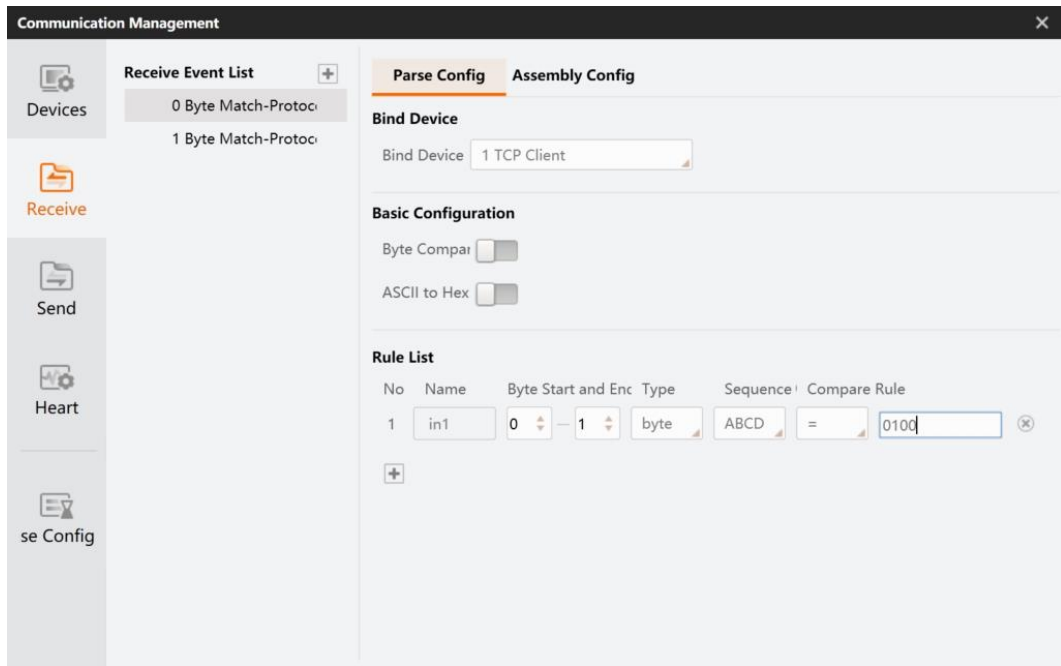 Communication Management
Devices
Receive
Send
Heart
se Config
Receive Event List
0 Byte Match-Protoc
1 Byte Match-Protoc
Parse Config Assembly Config
Bind Device
Bind Device 1 TCP Client
Basic Configuration
Byte Compar
ASCII to Hex
Rule List
No Name Byte Start and Enc Type Sequence Compare Rule
1 in1 0 — 1 byte ABCD = 0100